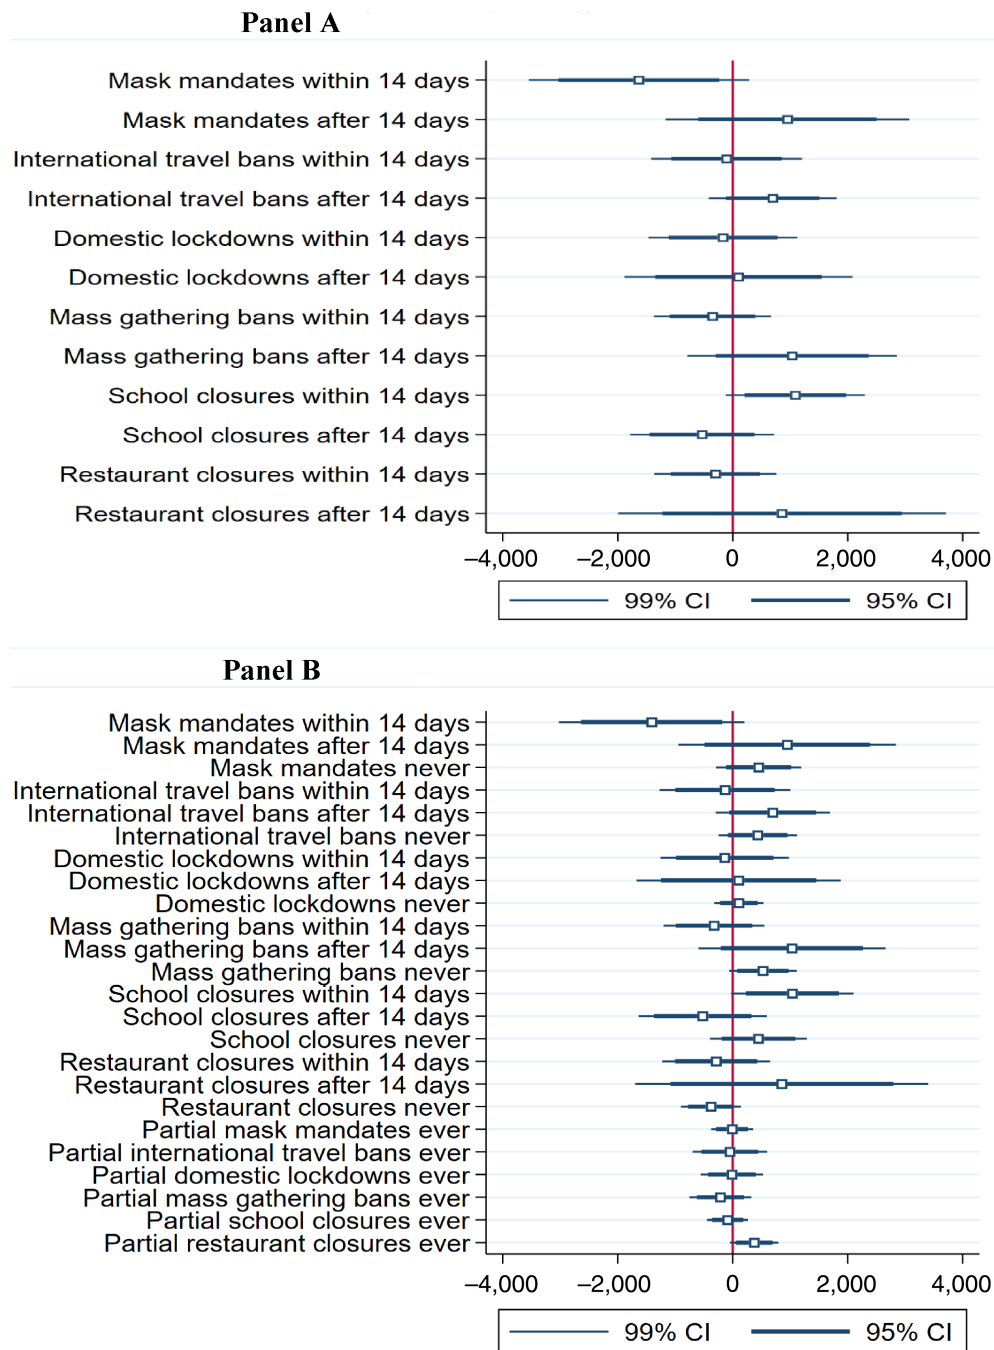 Panel A
Mask mandates within 14 days
Mask mandates after 14 days
International travel bans within 14 days
International travel bans after 14 days
Domestic lockdowns within 14 days
Domestic lockdowns after 14 days
Mass gathering bans within 14 days
Mass gathering bans after 14 days
School closures within 14 days
School closures after 14 days
Restaurant closures within 14 days
Restaurant closures after 14 days
−4,000 −2,000 0 2,000 4,000
99% CI 95% CI
Panel B
Mask mandates within 14 days
Mask mandates after 14 days
Mask mandates never
International travel bans within 14 days
International travel bans after 14 days
International travel bans never
Domestic lockdowns within 14 days
Domestic lockdowns after 14 days
Domestic lockdowns never
Mass gathering bans within 14 days
Mass gathering bans after 14 days
Mass gathering bans never
School closures within 14 days
School closures after 14 days
School closures never
Restaurant closures within 14 days
Restaurant closures after 14 days
Restaurant closures never
Partial mask mandates ever
Partial international travel bans ever
Partial domestic lockdowns ever
Partial mass gathering bans ever
Partial school closures ever
Partial restaurant closures ever
−4,000 −2,000 0 2,000 4,000
99% CI 95% CI